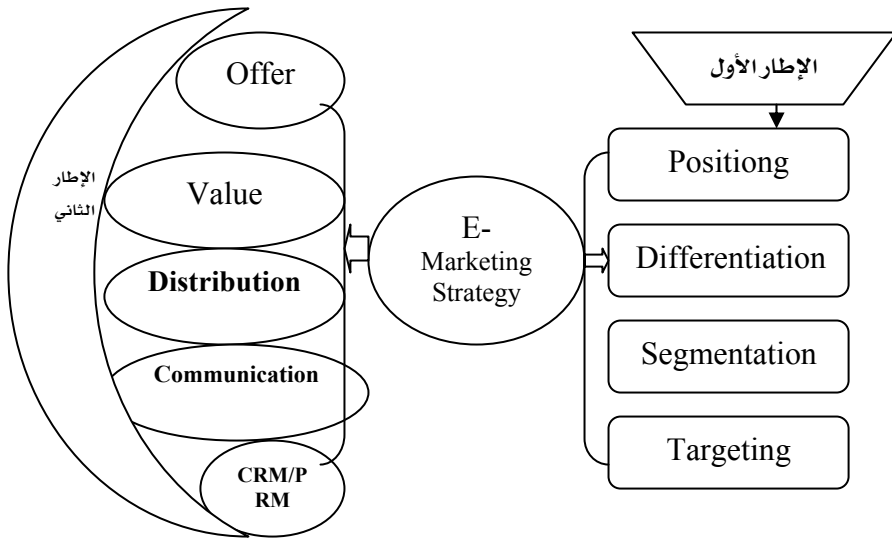 الإطار الأول
Positiong
Differentiation
Segmentation
Targeting
E-
Marketing
Strategy
Offer
Value
Distribution
Communication
CRM/P
RM
الإطار
الثاني